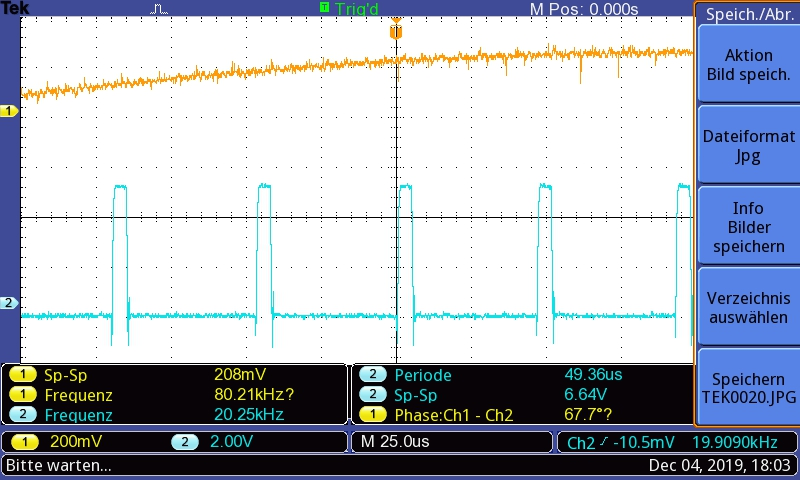 Tek
T Trig'd
M Pos: 0.000s
Speich./Abr.
Aktion
Bild speich.
Dateiformat
Jpg
Info
Bilder
speichern
Verzeichnis
auswählen
Speichern
TEK0020.JPG
1
2
1 Sp-Sp 208mV
1 Frequenz 80.21kHz?
2 Frequenz 20.25kHz
2 Periode 49.36us
2 Sp-Sp 6.64V
1 Phase:Ch1 - Ch2 67.7°?
1 200mV 2 2.00V
M 25.0us
Ch2 -10.5mV 19.9090kHz
Bitte warten...
Dec 04, 2019, 18:03